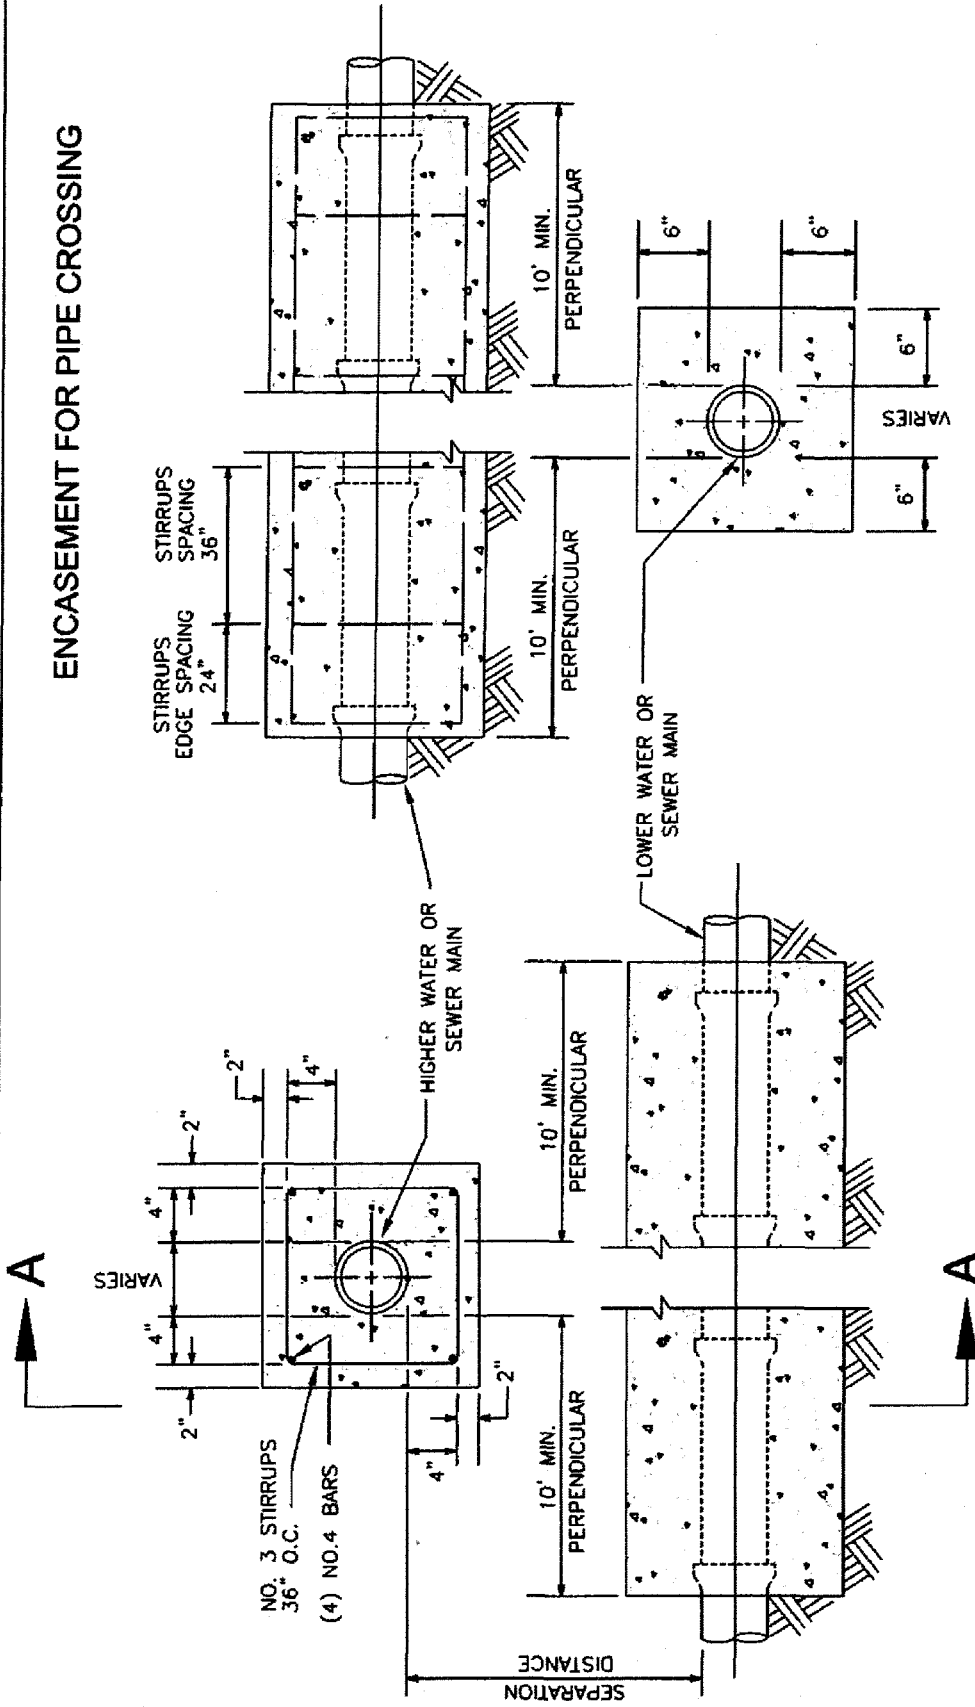 ENCASEMENT FOR PIPE CROSSING
A
2"
4"
VARIES
4"
2"
2"
4"
NO. 3 STIRRUPS
36" O.C.
(4) NO.4 BARS
4"
2"
HIGHER WATER OR
SEWER MAIN
SEPARATION
DISTANCE
10' MIN.
PERPENDICULAR
10' MIN.
PERPENDICULAR
A
STIRRUPS
EDGE SPACING
24"
STIRRUPS
SPACING
36"
10' MIN.
PERPENDICULAR
10' MIN.
PERPENDICULAR
LOWER WATER OR
SEWER MAIN
6"
6"
6"
VARIES
6"